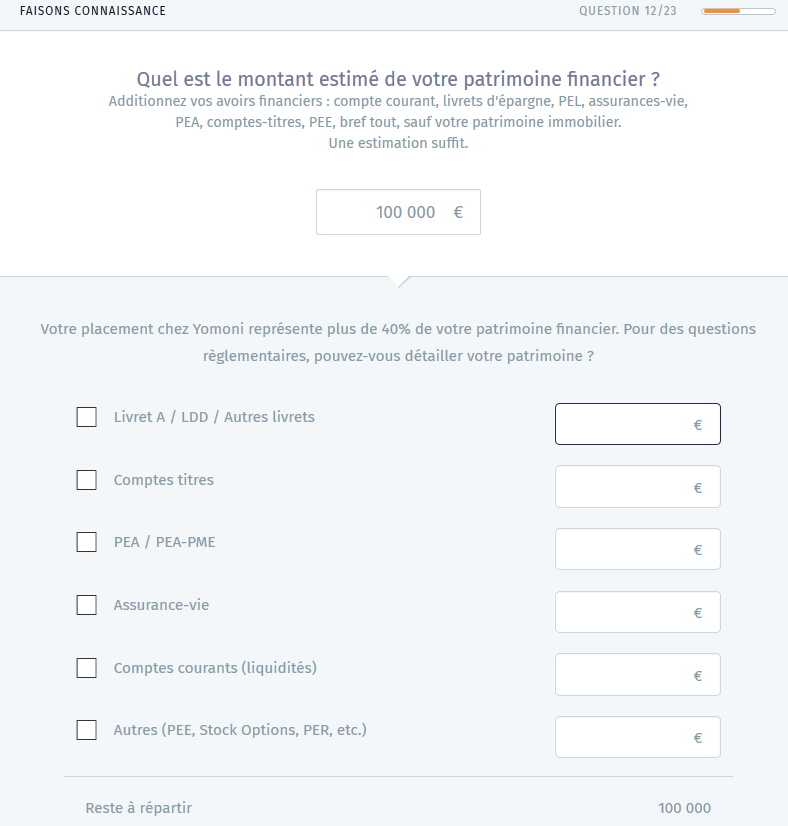 FAISONS CONNAISSANCE
QUESTION 12/23
Quel est le montant estimé de votre patrimoine financier ?
Additionnez vos avoirs financiers : compte courant, livrets d'épargne, PEL, assurances-vie,
PEA, comptes-titres, PEE, bref tout, sauf votre patrimoine immobilier.
Une estimation suffit.
100 000 €
Votre placement chez Yomoni représente plus de 40% de votre patrimoine financier. Pour des questions
règlementaires, pouvez-vous détailler votre patrimoine ?
Livret A / LDD / Autres livrets €
Comptes titres €
PEA / PEA-PME €
Assurance-vie €
Comptes courants (liquidités) €
Autres (PEE, Stock Options, PER, etc.) €
Reste à répartir 100 000